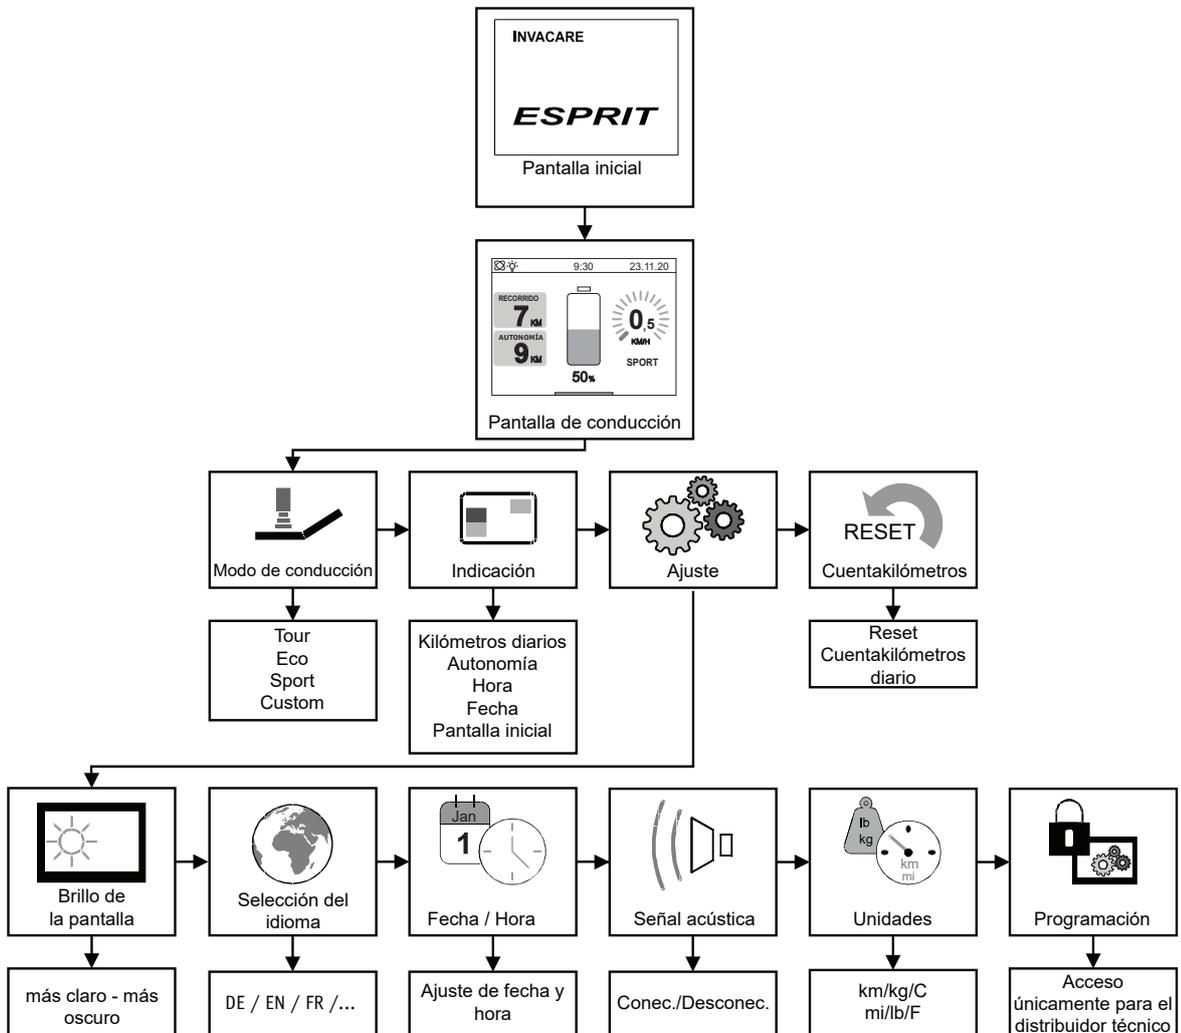 INVACARE
ESPRIT
Pantalla inicial
9:30 23.11.20
RECORRIDO
7 KM
AUTONOMÍA
9 KM
50%
0,5
KM/H
SPORT
Pantalla de conducción
Modo de conducción
Indicación
Ajuste
RESET
Cuentakilómetros
Tour
Eco
Sport
Custom
Kilómetros diarios
Autonomía
Hora
Fecha
Pantalla inicial
Reset
Cuentakilómetros
diario
Brillo de
la pantalla
Selección del
idioma
Jan
1
Fecha / Hora
Señal acústica
lb
kg
km
mi
Unidades
Programación
más claro - más
oscuro
DE / EN / FR /...
Ajuste de fecha y
hora
Conec./Desconec.
km/kg/C
mi/lb/F
Acceso
únicamente para el
distribuidor técnico